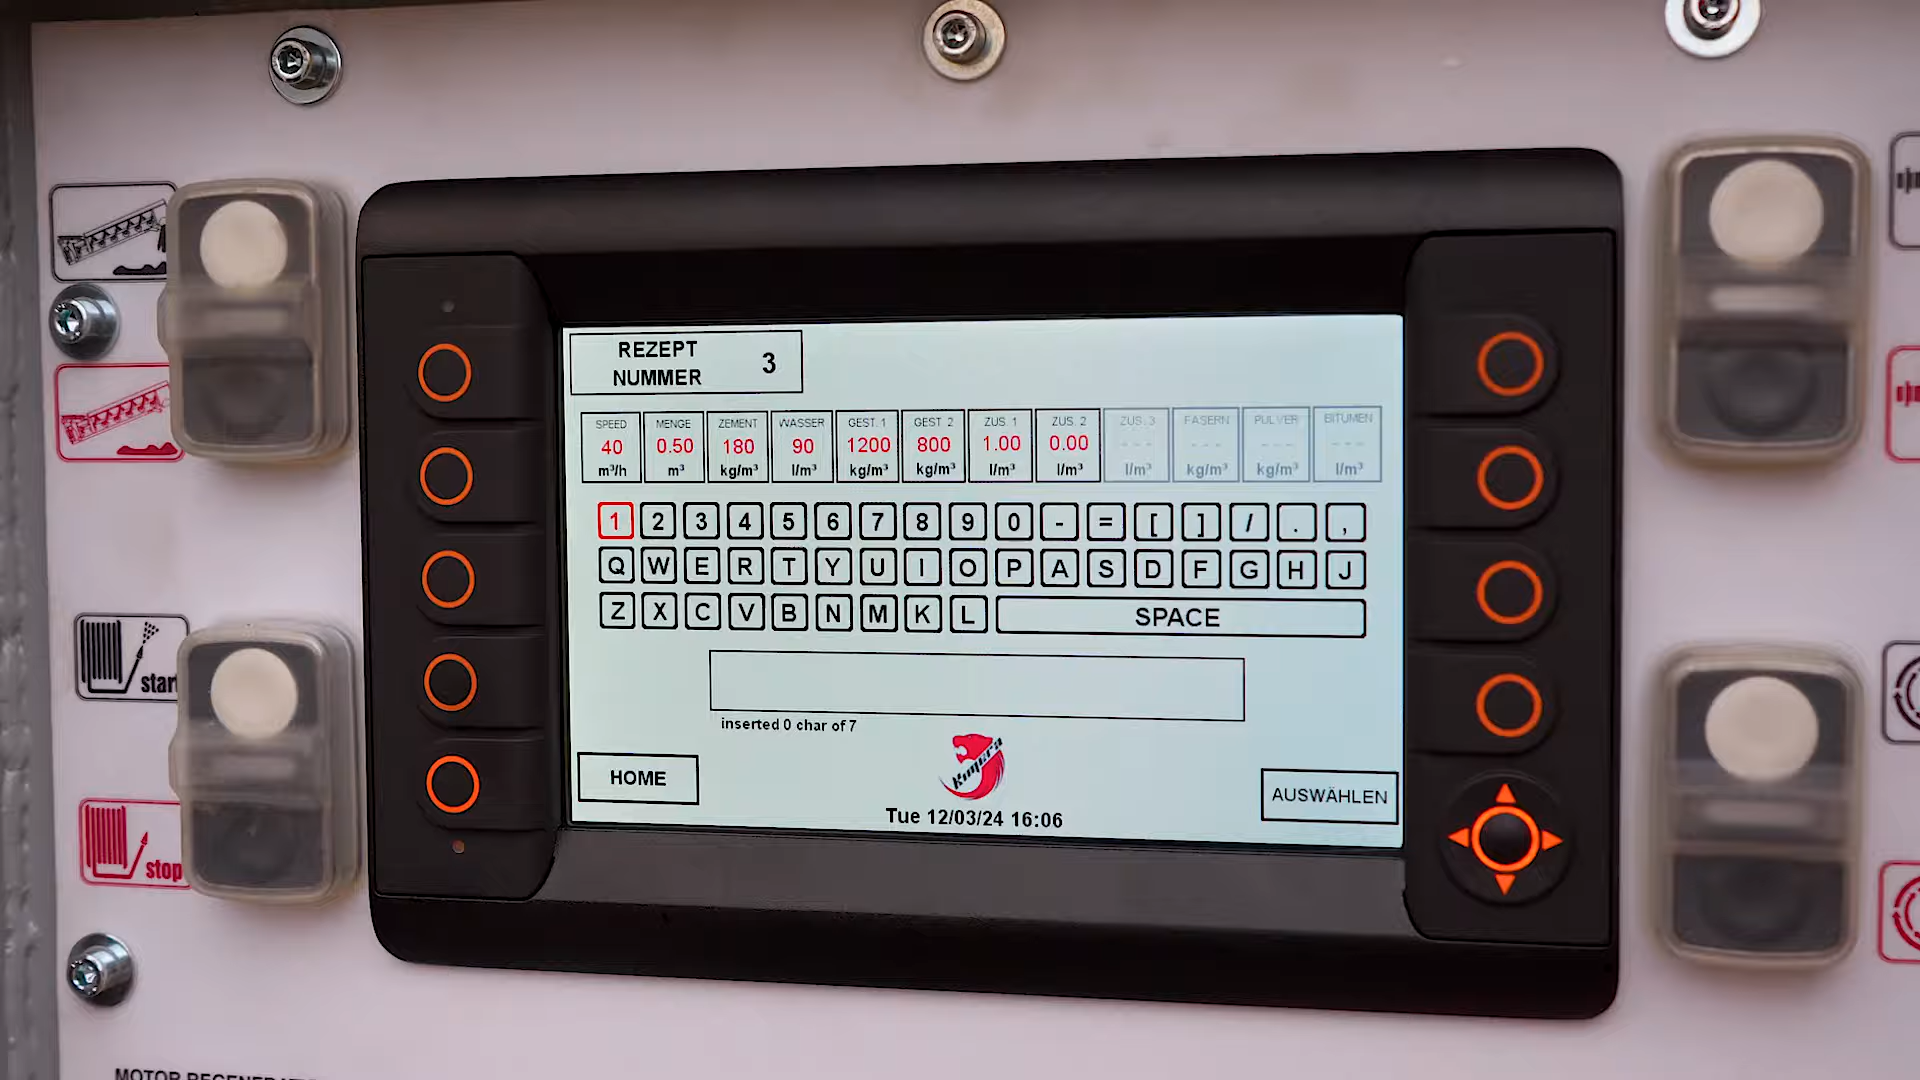 REZEPT
NUMMER 3
SPEED MENGE ZEMENT WASSER GEST. 1 GEST. 2 ZUS. 1 ZUS. 2 ZUS. 3 FASERN PULVER BITUMEN
40 0.50 180 90 1200 800 1.00 0.00 --- --- --- ---
m³/h m³ kg/m³ l/m³ kg/m³ kg/m³ l/m³ l/m³ l/m³ kg/m³ kg/m³ l/m³
1 2 3 4 5 6 7 8 9 0 - = [ ] / . ,
Q W E R T Y U I O P A S D F G H J
Z X C V B N M K L SPACE
inserted 0 char of 7
HOME
Kimera
AUSWÄHLEN
Tue 12/03/24 16:06
start
stop
MOTOR